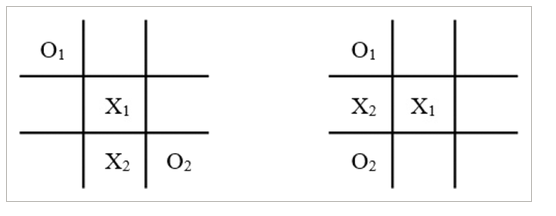 O₁ O₁
X₁ X₂ X₁
X₂ O₂ O₂